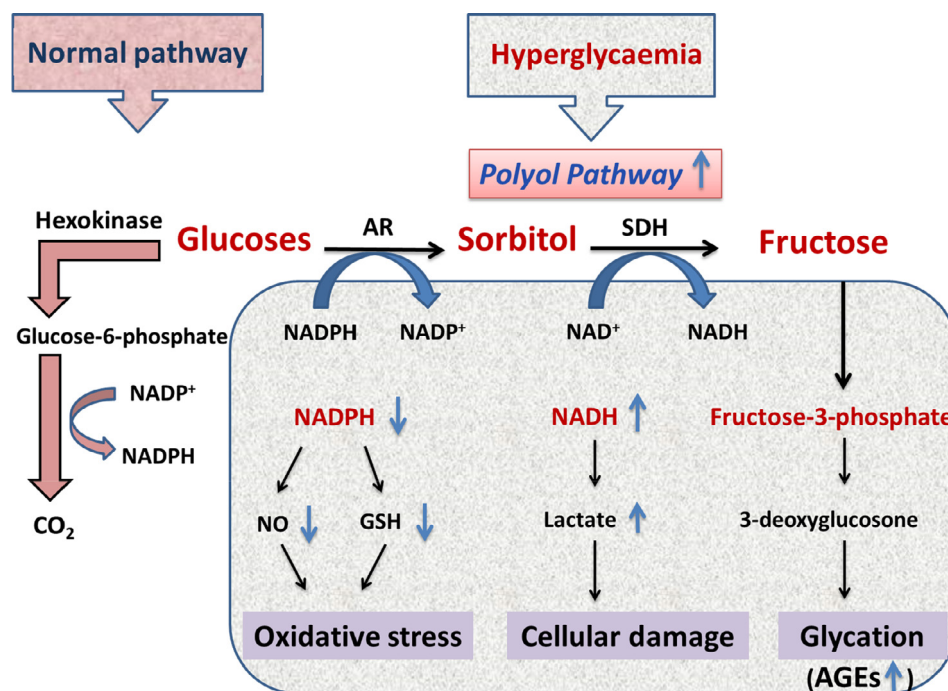 Normal pathway
Hyperglycaemia
Polyol Pathway
Hexokinase
Glucoses
AR
Sorbitol
SDH
Fructose
Glucose-6-phosphate
NADPH
NADP⁺
NAD⁺
NADH
NADP⁺
NADPH
CO₂
NADPH
NADH
Fructose-3-phosphate
NO
GSH
Lactate
3-deoxyglucosone
Oxidative stress
Cellular damage
Glycation
(AGEs )